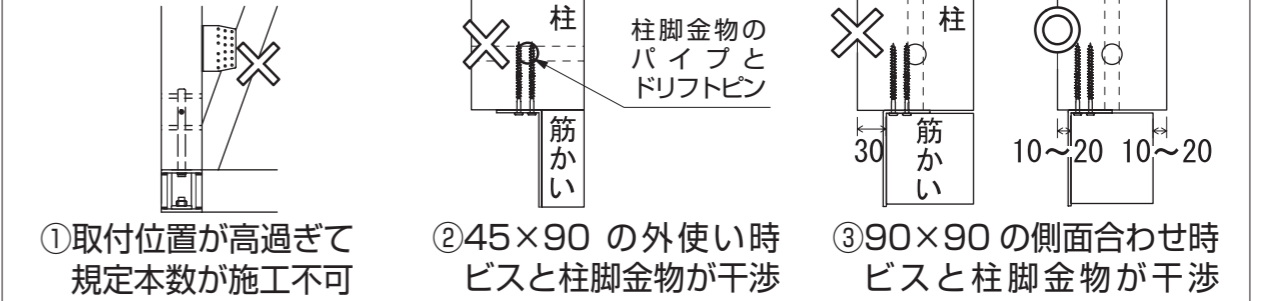 柱
柱脚金物の
パイプと
ドリフトピン
筋かい
柱
30
筋かい
10～20 10～20
①取付位置が高過ぎて
規定本数が施工不可
②45×90 の外使い時
ビスと柱脚金物が干渉
③90×90 の側面合わせ時
ビスと柱脚金物が干渉